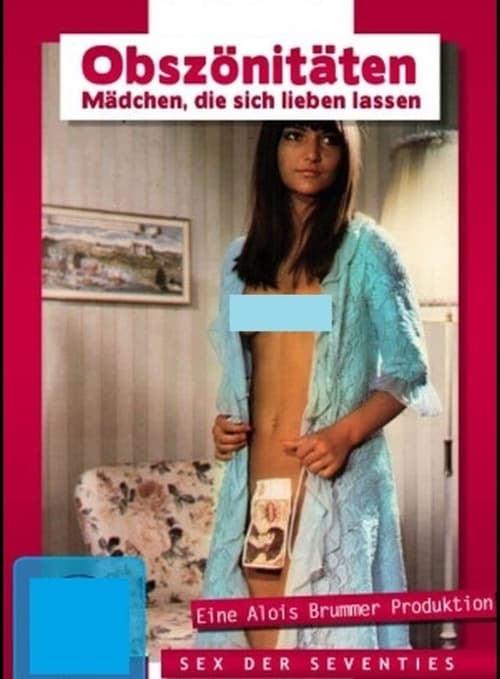 Obszönitäten
Mädchen, die sich lieben lassen
Eine Alois Brummer Produktion
SEX DER SEVENTIES